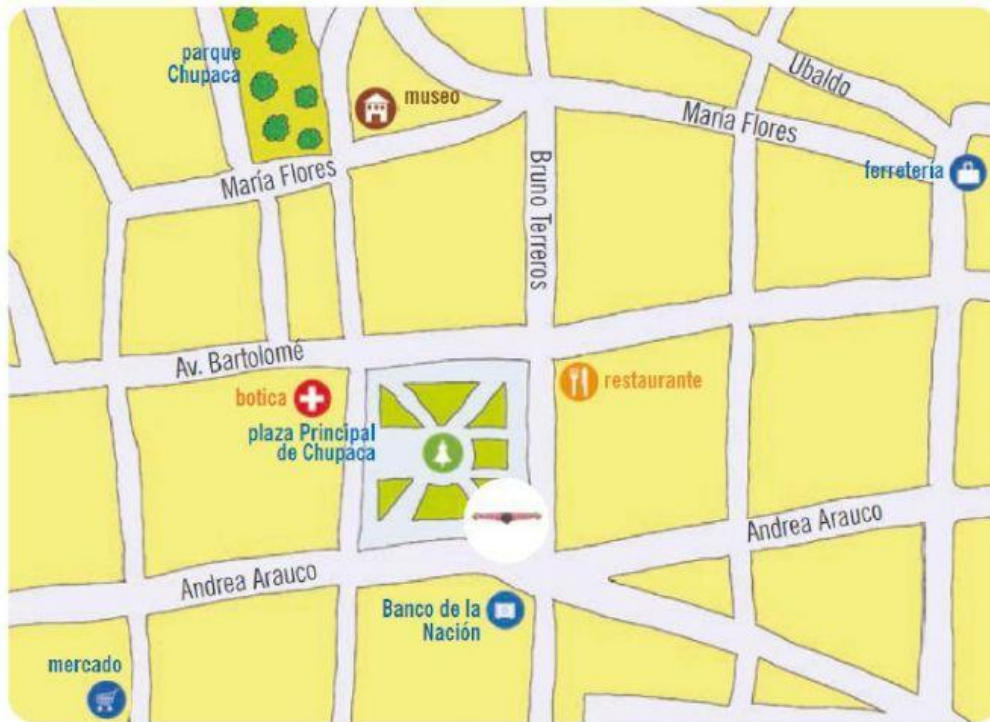 parque
Chupaca
museo
Ubaldo
María Flores
ferretería
María Flores
Bruno Terreros
Av. Bartolomé
botica
restaurante
plaza Principal
de Chupaca
Andrea Arauco
Andrea Arauco
Banco de la
Nación
mercado